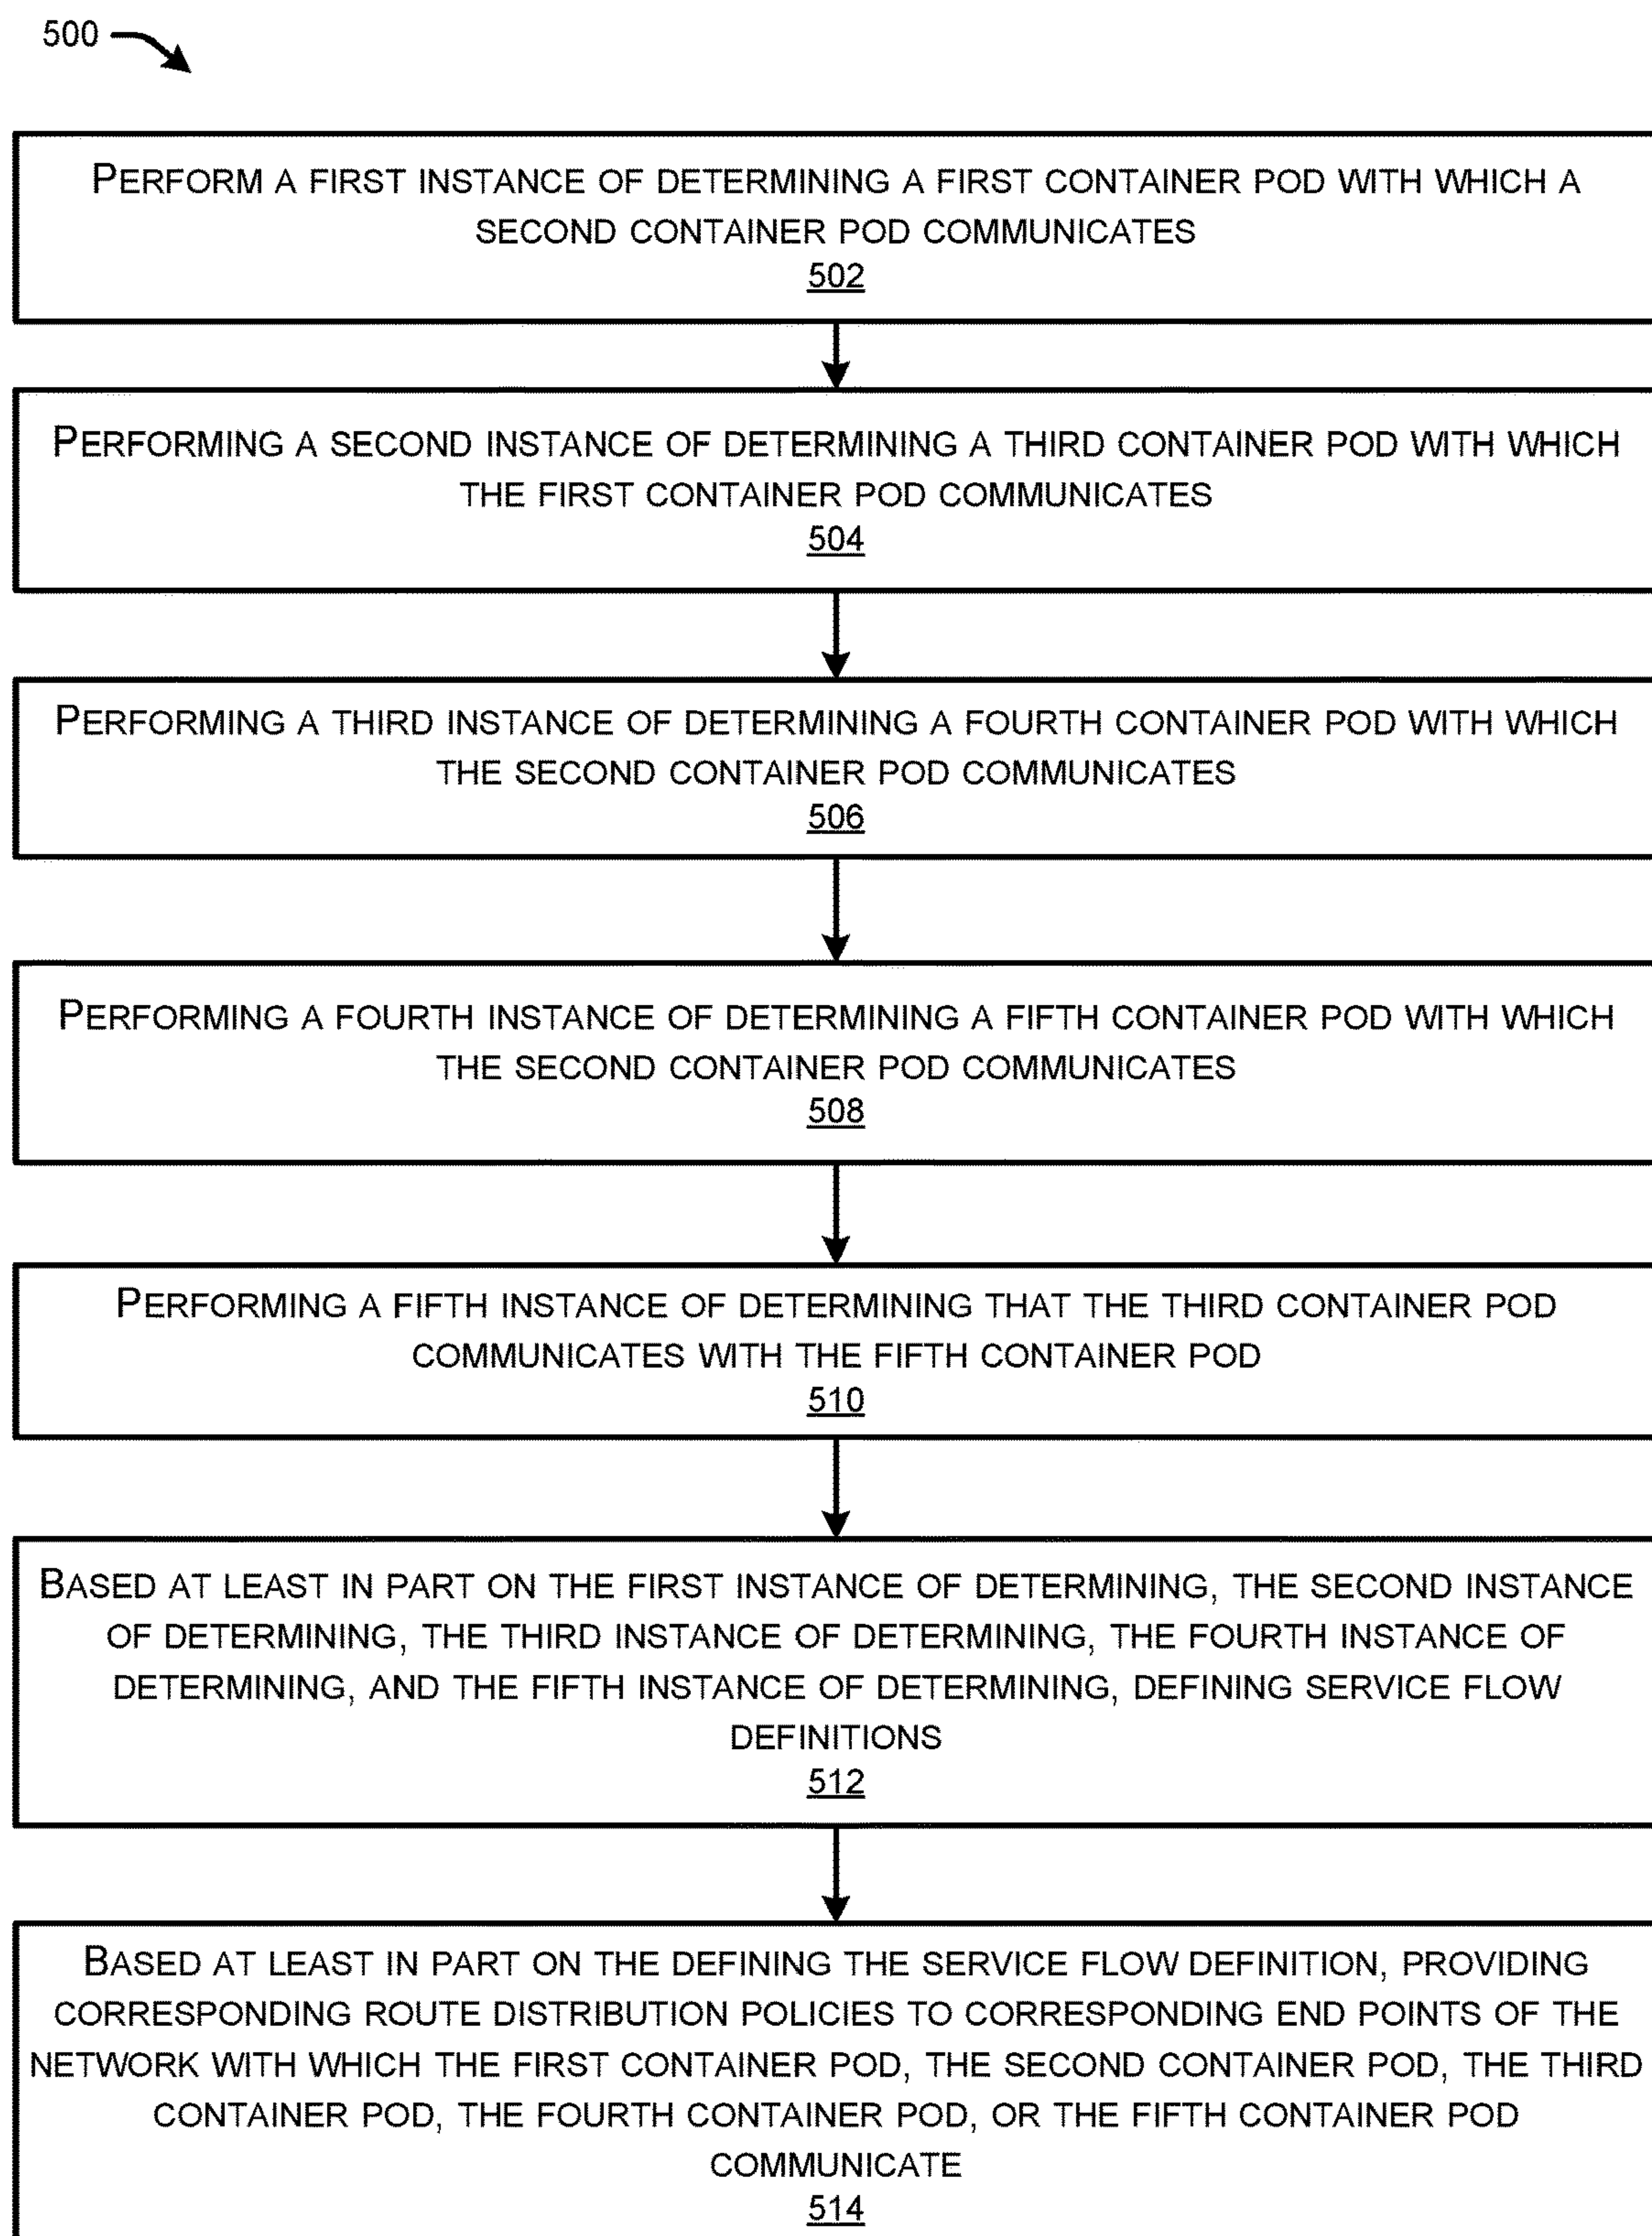 500
PERFORM A FIRST INSTANCE OF DETERMINING A FIRST CONTAINER POD WITH WHICH A
SECOND CONTAINER POD COMMUNICATES
502
PERFORMING A SECOND INSTANCE OF DETERMINING A THIRD CONTAINER POD WITH WHICH
THE FIRST CONTAINER POD COMMUNICATES
504
PERFORMING A THIRD INSTANCE OF DETERMINING A FOURTH CONTAINER POD WITH WHICH
THE SECOND CONTAINER POD COMMUNICATES
506
PERFORMING A FOURTH INSTANCE OF DETERMINING A FIFTH CONTAINER POD WITH WHICH
THE SECOND CONTAINER POD COMMUNICATES
508
PERFORMING A FIFTH INSTANCE OF DETERMINING THAT THE THIRD CONTAINER POD
COMMUNICATES WITH THE FIFTH CONTAINER POD
510
BASED AT LEAST IN PART ON THE FIRST INSTANCE OF DETERMINING, THE SECOND INSTANCE
OF DETERMINING, THE THIRD INSTANCE OF DETERMINING, THE FOURTH INSTANCE OF
DETERMINING, AND THE FIFTH INSTANCE OF DETERMINING, DEFINING SERVICE FLOW
DEFINITIONS
512
BASED AT LEAST IN PART ON THE DEFINING THE SERVICE FLOW DEFINITION, PROVIDING
CORRESPONDING ROUTE DISTRIBUTION POLICIES TO CORRESPONDING END POINTS OF THE
NETWORK WITH WHICH THE FIRST CONTAINER POD, THE SECOND CONTAINER POD, THE THIRD
CONTAINER POD, THE FOURTH CONTAINER POD, OR THE FIFTH CONTAINER POD
COMMUNICATE
514